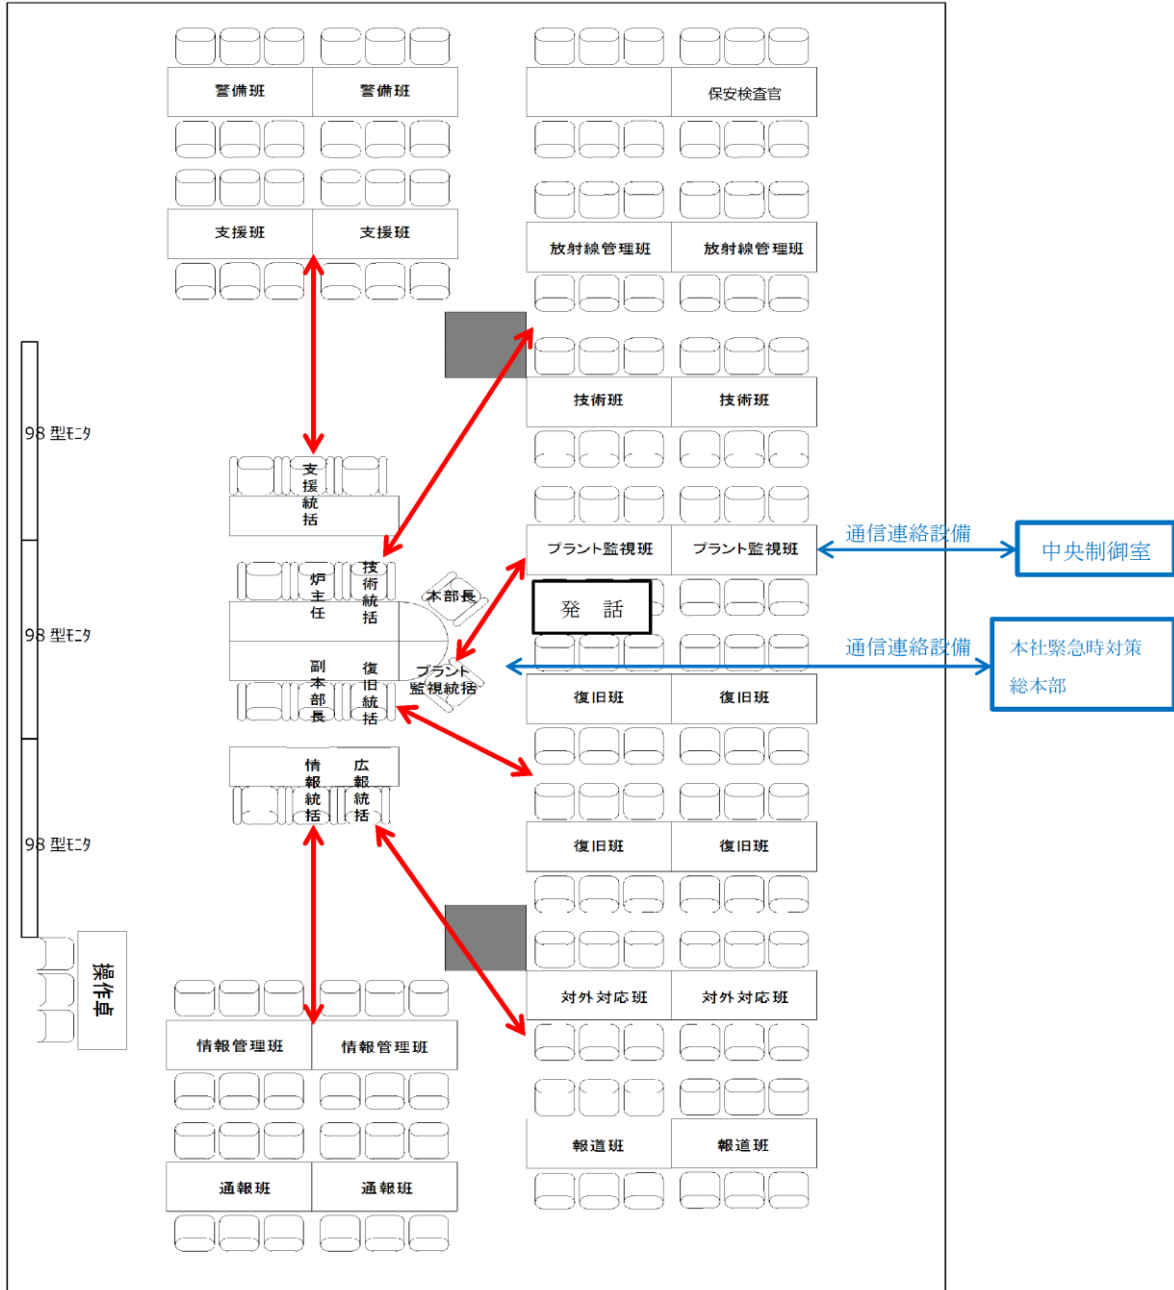 警備班
警備班
保安検査官
支援班
支援班
放射線管理班
放射線管理班
98 型ﾓﾆﾀ
技術班
技術班
支援統括
プラント監視班
プラント監視班
通信連絡設備
中央制御室
炉主任
技術統括
本部長
発 話
98 型ﾓﾆﾀ
通信連絡設備
本社緊急時対策
総本部
副本部長
復旧統括
プラント
監視統括
復旧班
復旧班
情報統括
広報統括
98 型ﾓﾆﾀ
復旧班
復旧班
操作卓
対外対応班
対外対応班
情報管理班
情報管理班
報道班
報道班
通報班
通報班